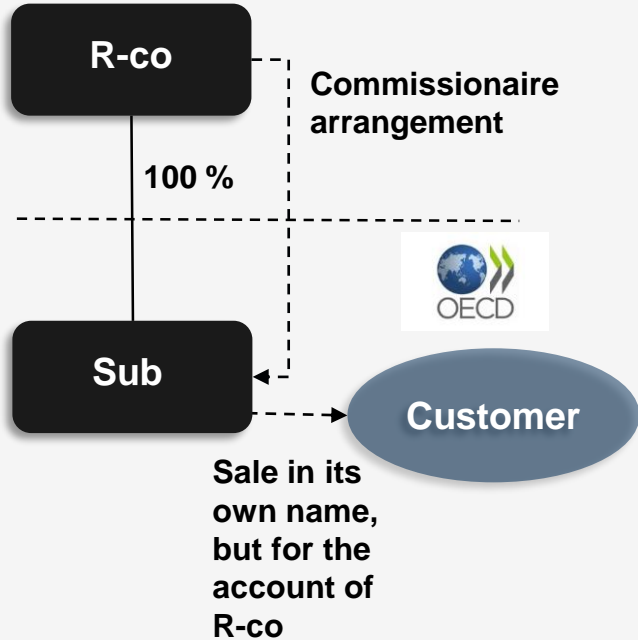 R-co
Commissionaire
arrangement
100 %
OECD
Sub
Customer
Sale in its
own name,
but for the
account of
R-co